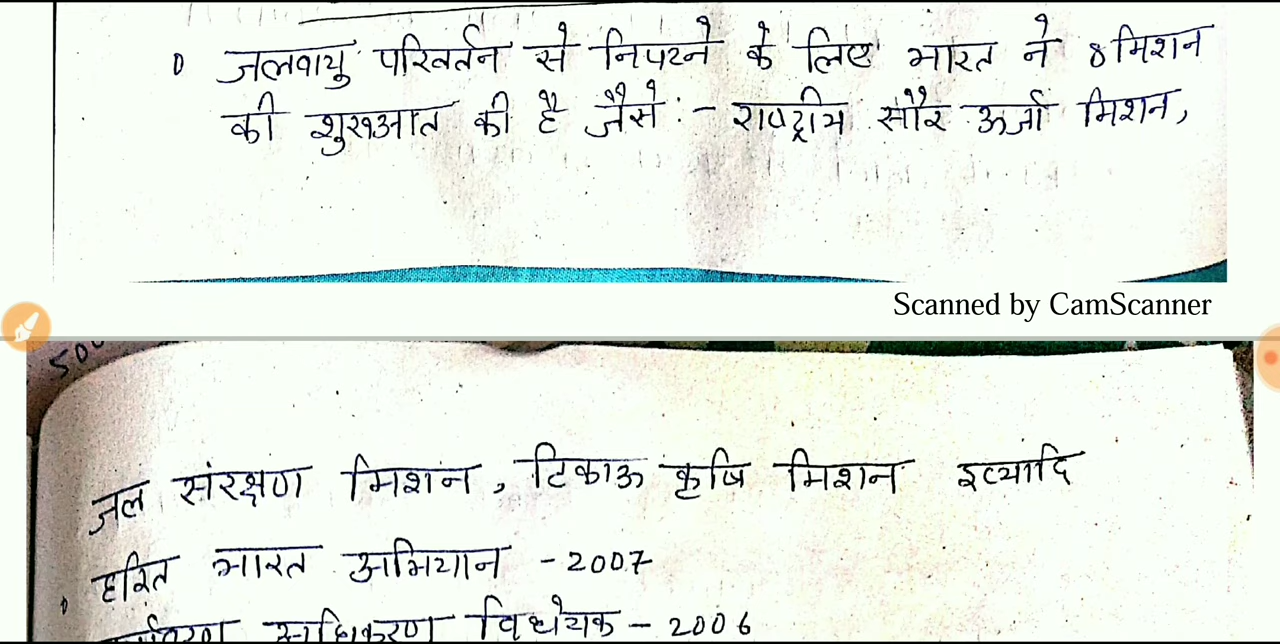 जलवायु परिवर्तन से निपटने के लिए भारत ने 8 मिशन
की शुरुआत की है जैसे :- राष्ट्रीय सौर ऊर्जा मिशन,
Scanned by CamScanner
जल संरक्षण मिशन, टिकाऊ कृषि मिशन इत्यादि
हरित भारत अभियान - 2007
विधेयक - 2006